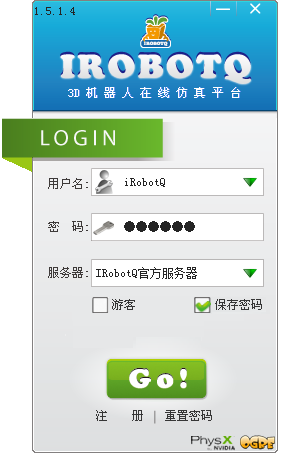 1.5.1.4
IROBOTQ
IROBOTQ
3D机器人在线仿真平台
LOGIN
用户名: iRobotQ
密 码: ●●●●●●
服务器: IRobotQ官方服务器
游客 保存密码
Go!
注 册 | 重置密码
PhysX by NVIDIA OGDF